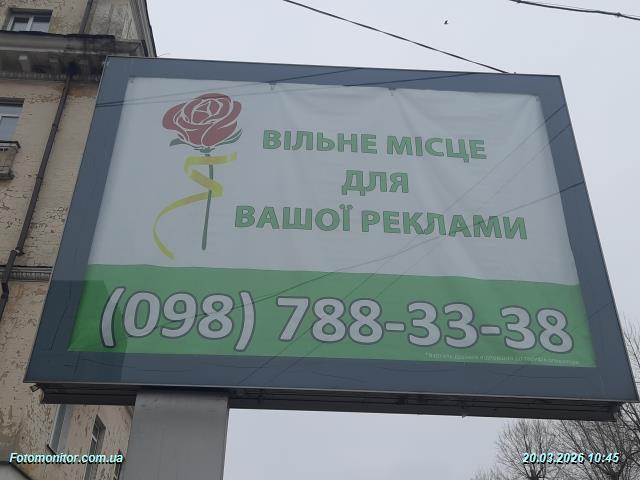 ВІЛЬНЕ МІСЦЕ
ДЛЯ
ВАШОЇ РЕКЛАМИ
(098) 788-33-38
Fotomonitor.com.ua
20.03.2026 10:45